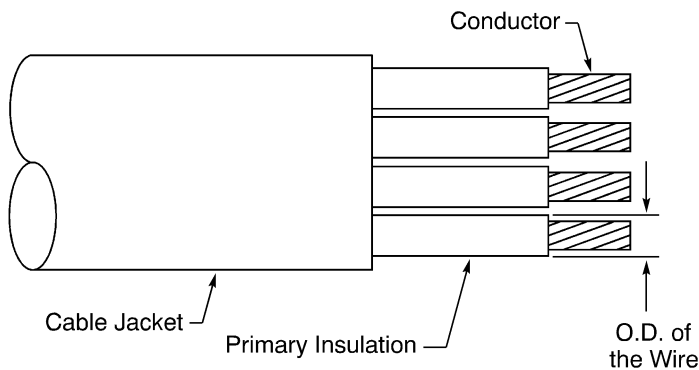 Conductor
Cable Jacket
Primary Insulation
O.D. of
the Wire